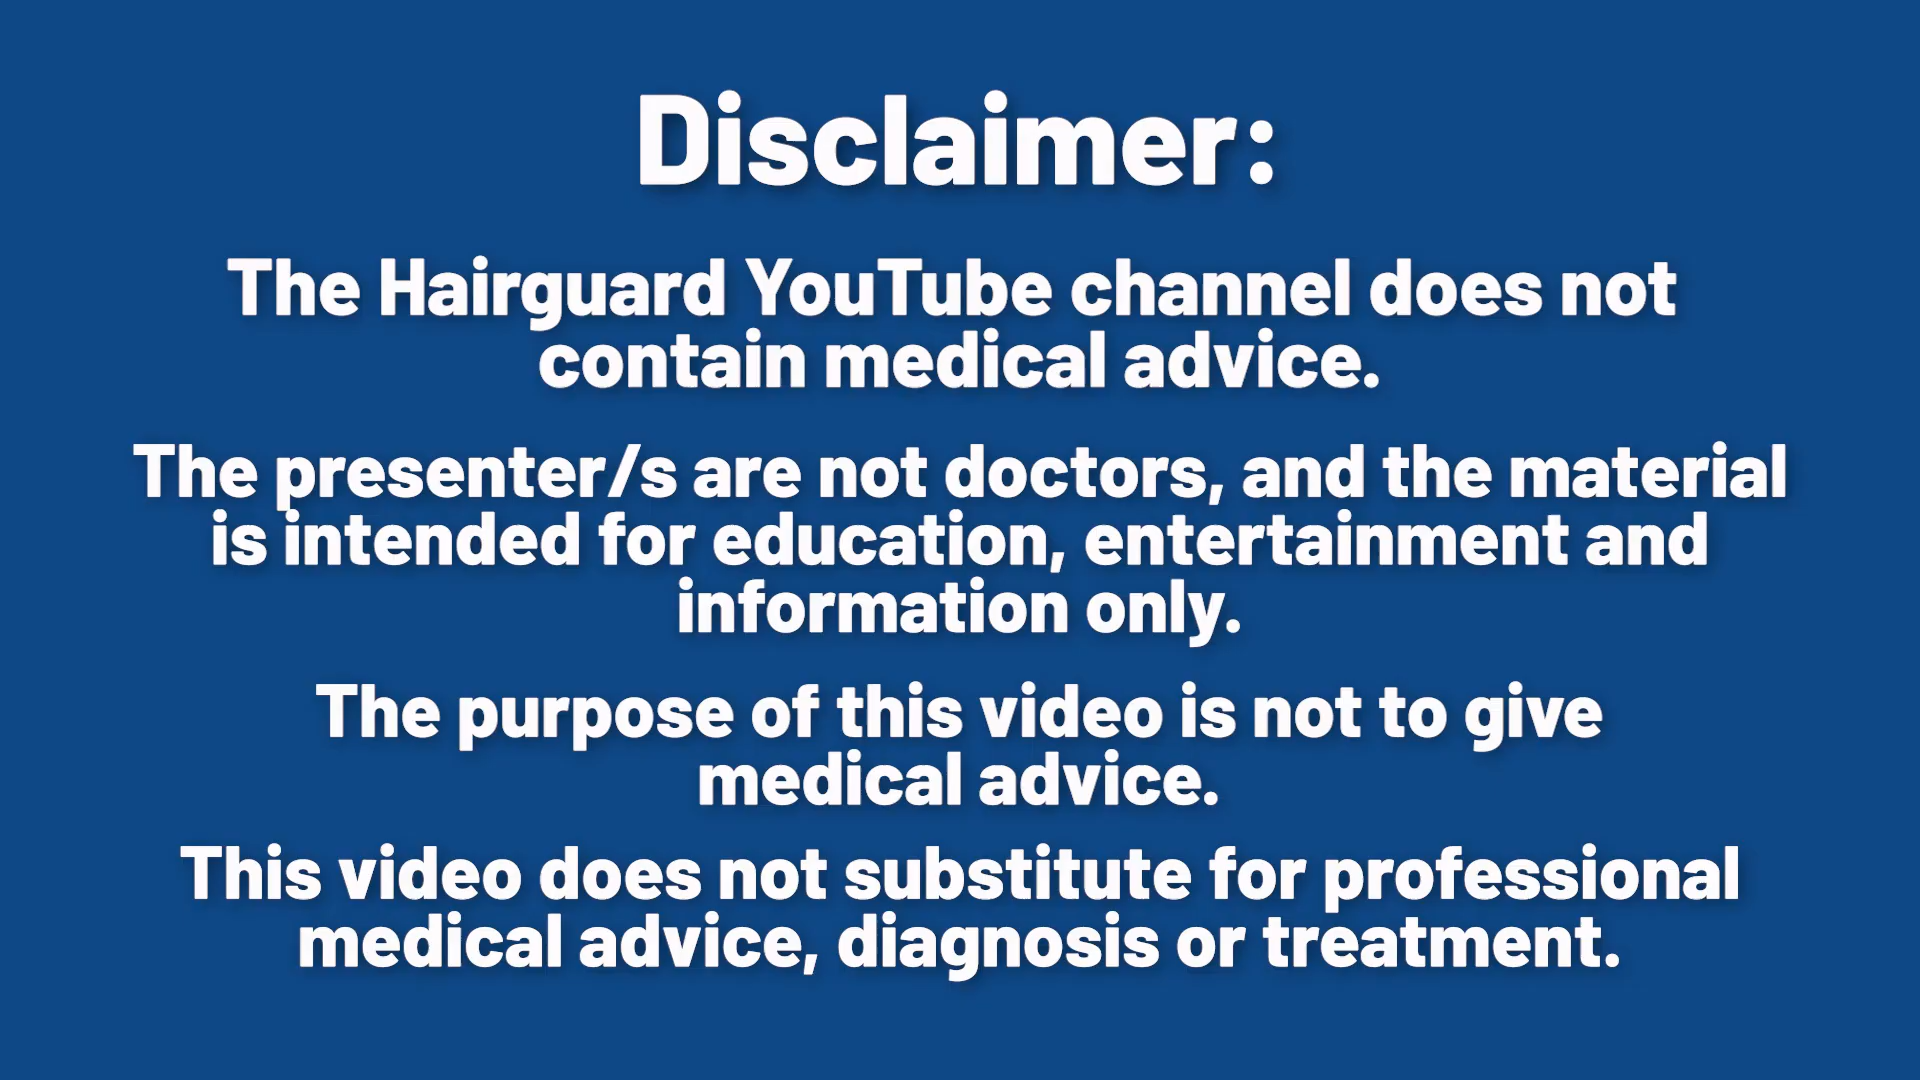 Disclaimer:
The Hairguard YouTube channel does not
contain medical advice.
The presenter/s are not doctors, and the material
is intended for education, entertainment and
information only.
The purpose of this video is not to give
medical advice.
This video does not substitute for professional
medical advice, diagnosis or treatment.